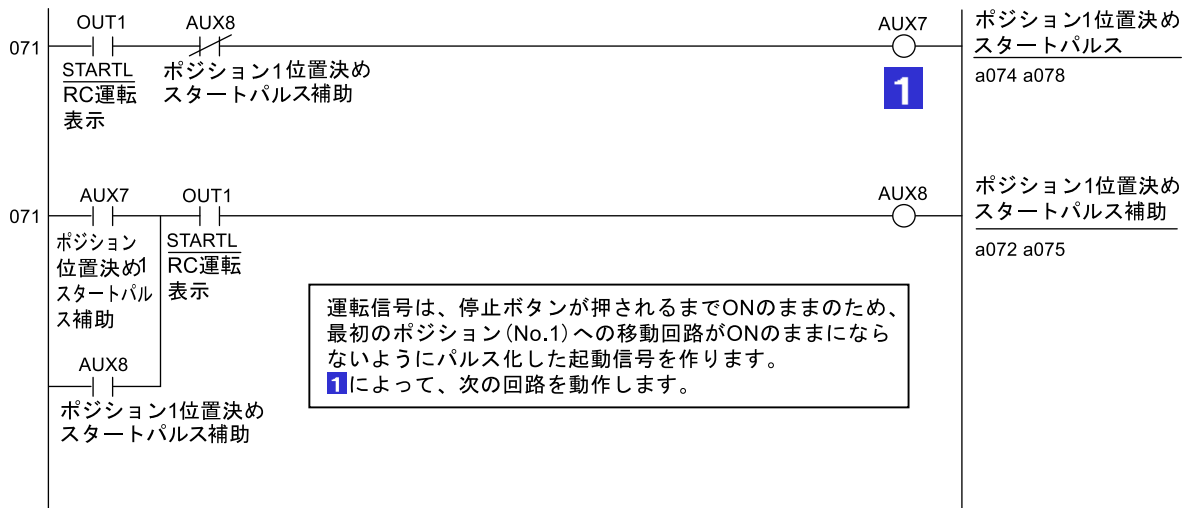 OUT1 AUX8 AUX7
071
STARTL
RC運転
表示
ポジション1位置決め
スタートパルス補助
1
ポジション1位置決め
スタートパルス
a074 a078
AUX7 OUT1 AUX8
071
ポジション
位置決め1
スタートパル
ス補助
STARTL
RC運転
表示
ポジション1位置決め
スタートパルス補助
a072 a075
AUX8
ポジション1位置決め
スタートパルス補助
運転信号は、停止ボタンが押されるまでONのままのため、
最初のポジション(No.1)への移動回路がONのままになら
ないようにパルス化した起動信号を作ります。
1によって、次の回路を動作します。